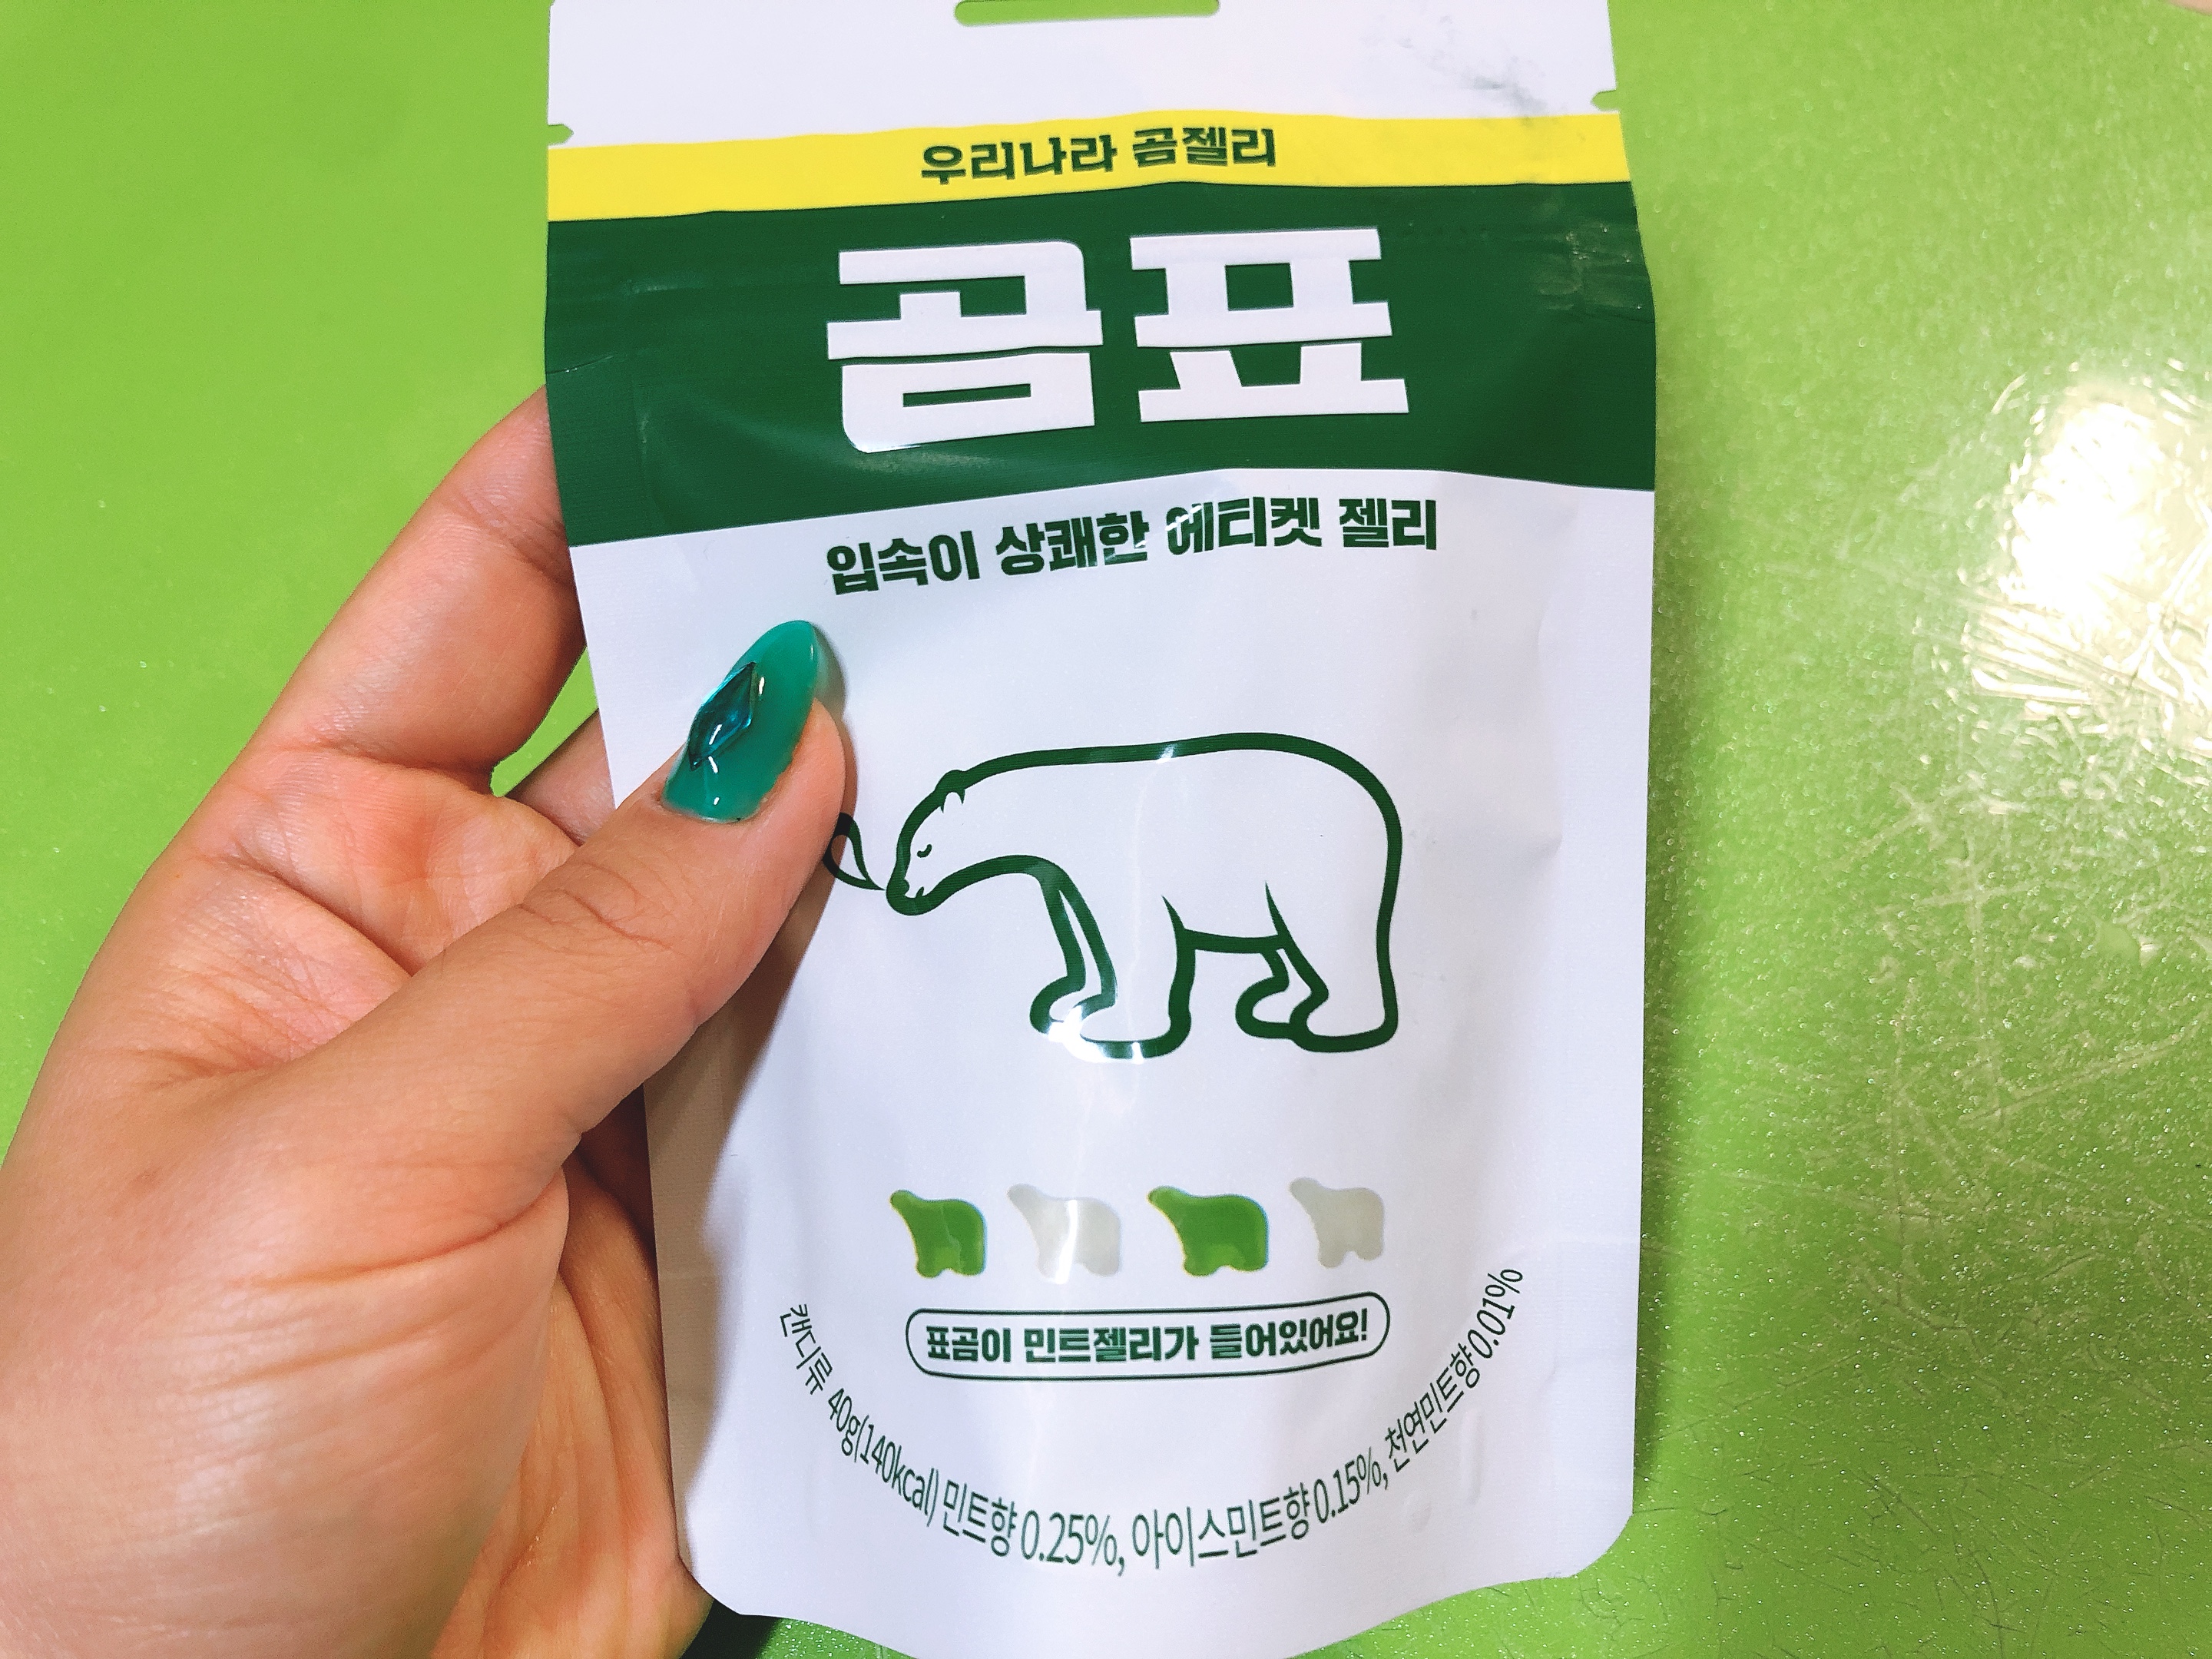 우리나라 곰젤리
곰표
입속이 상쾌한 에티켓 젤리
표곰이 민트젤리가 들어있어요!
캔디류 40g(140kcal) 민트향 0.25%, 아이스민트향 0.15%, 천연민트향 0.01%